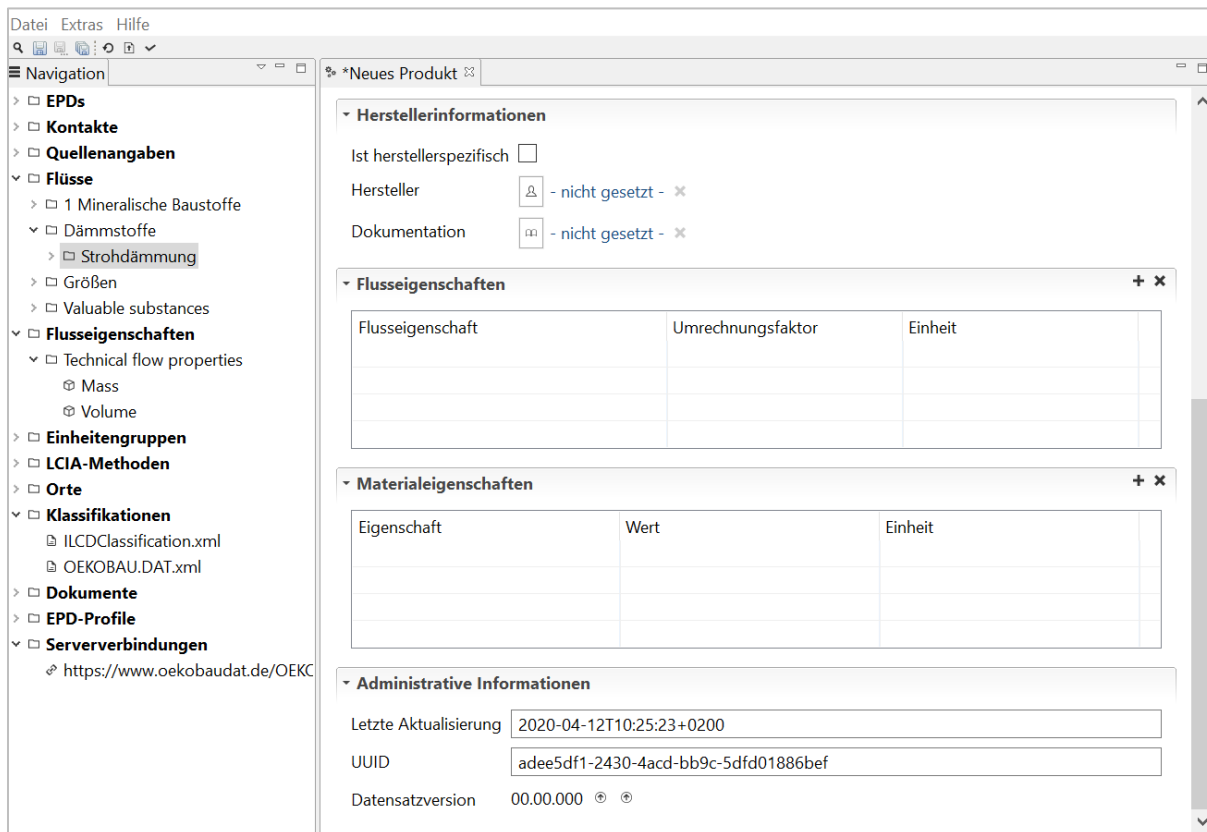 Datei Extras Hilfe
Navigation
EPDs
Kontakte
Quellenangaben
Flüsse
1 Mineralische Baustoffe
Dämmstoffe
Strohdämmung
Größen
Valuable substances
Flusseigenschaften
Technical flow properties
Mass
Volume
Einheitengruppen
LCIA-Methoden
Orte
Klassifikationen
ILCDClassification.xml
OEKOBAU.DAT.xml
Dokumente
EPD-Profile
Serververbindungen
https://www.oekobaudat.de/OEKC
*Neues Produkt
Herstellerinformationen
Ist herstellerspezifisch
Hersteller - nicht gesetzt -
Dokumentation - nicht gesetzt -
Flusseigenschaften
Flusseigenschaft Umrechnungsfaktor Einheit
Materialeigenschaften
Eigenschaft Wert Einheit
Administrative Informationen
Letzte Aktualisierung 2020-04-12T10:25:23+0200
UUID adee5df1-2430-4acd-bb9c-5dfd01886bef
Datensatzversion 00.00.000